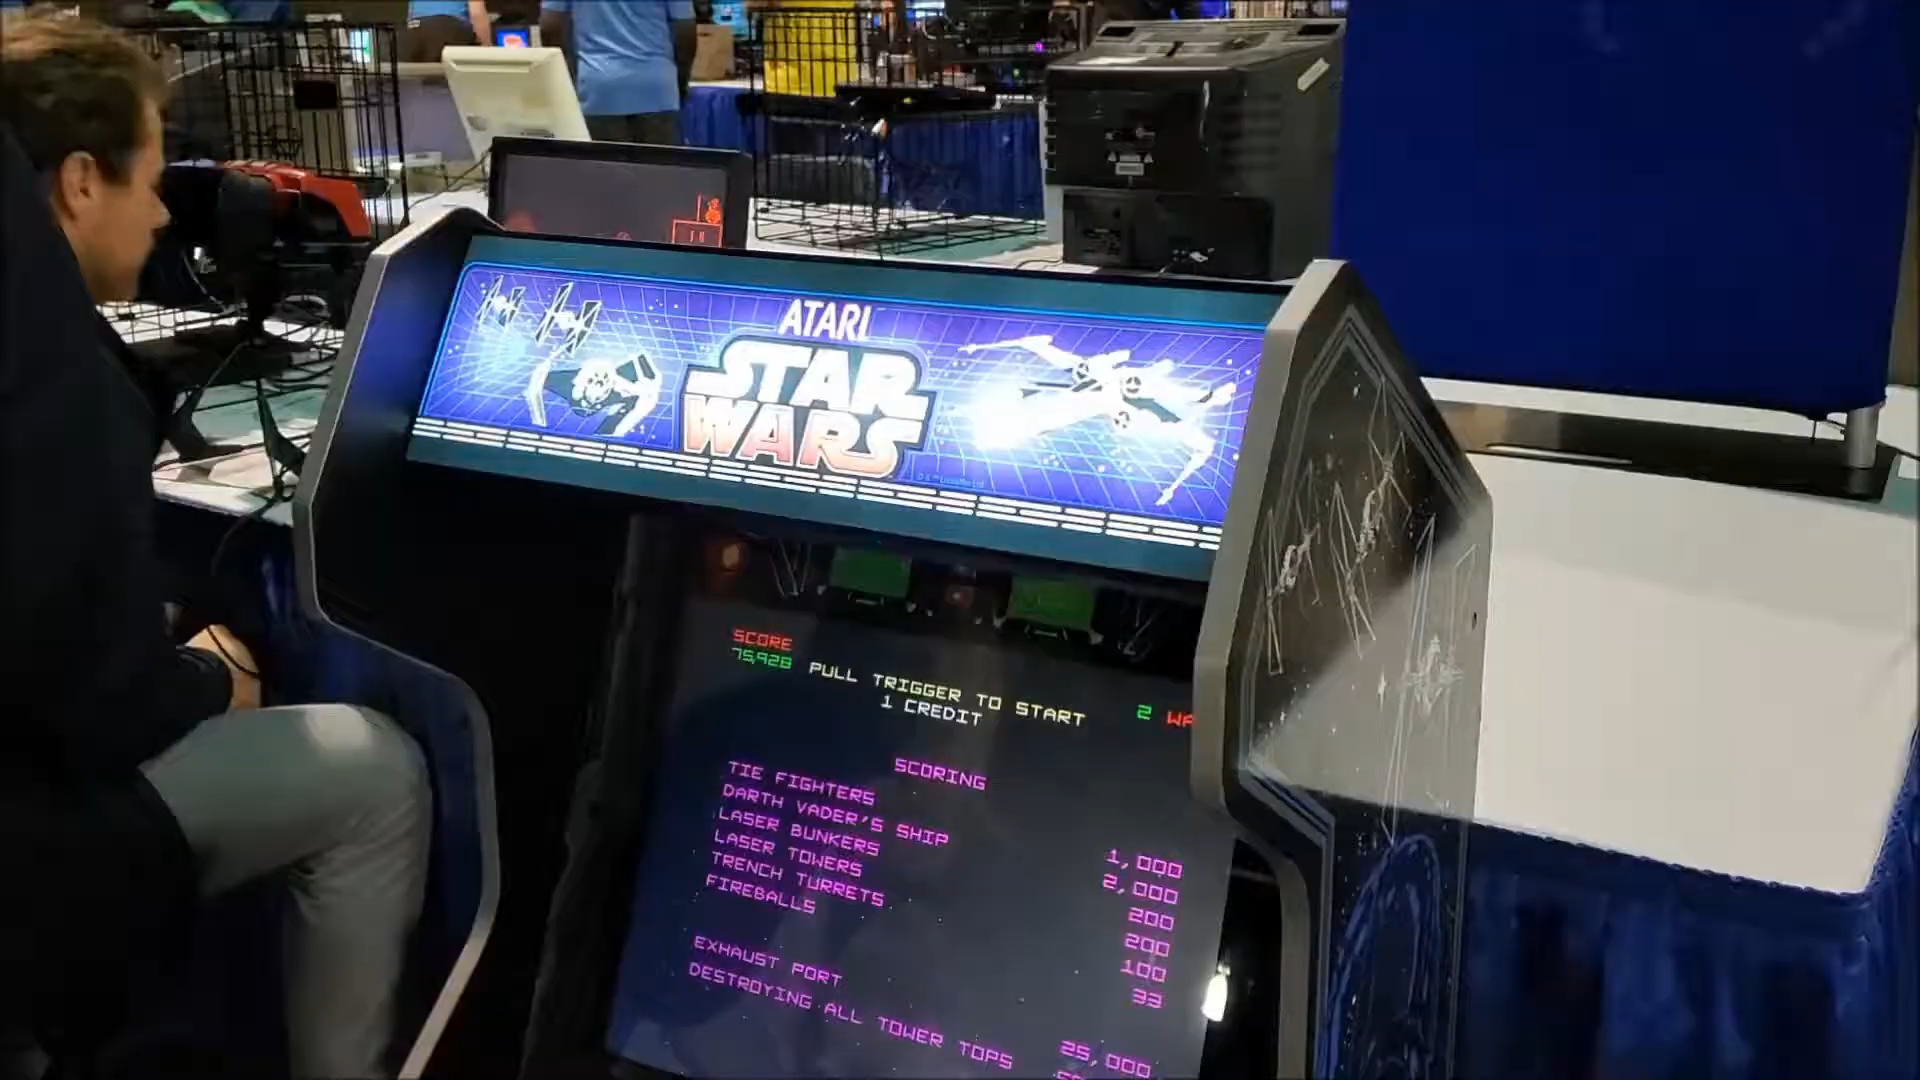 ATARI
STAR
WARS
SCORE
75,928
PULL TRIGGER TO START
1 CREDIT
2 WA
SCORING
TIE FIGHTERS 1,000
DARTH VADER'S SHIP 2,000
LASER BUNKERS 200
LASER TOWERS 200
TRENCH TURRETS 100
FIREBALLS 33
EXHAUST PORT 25,000
DESTROYING ALL TOWER TOPS